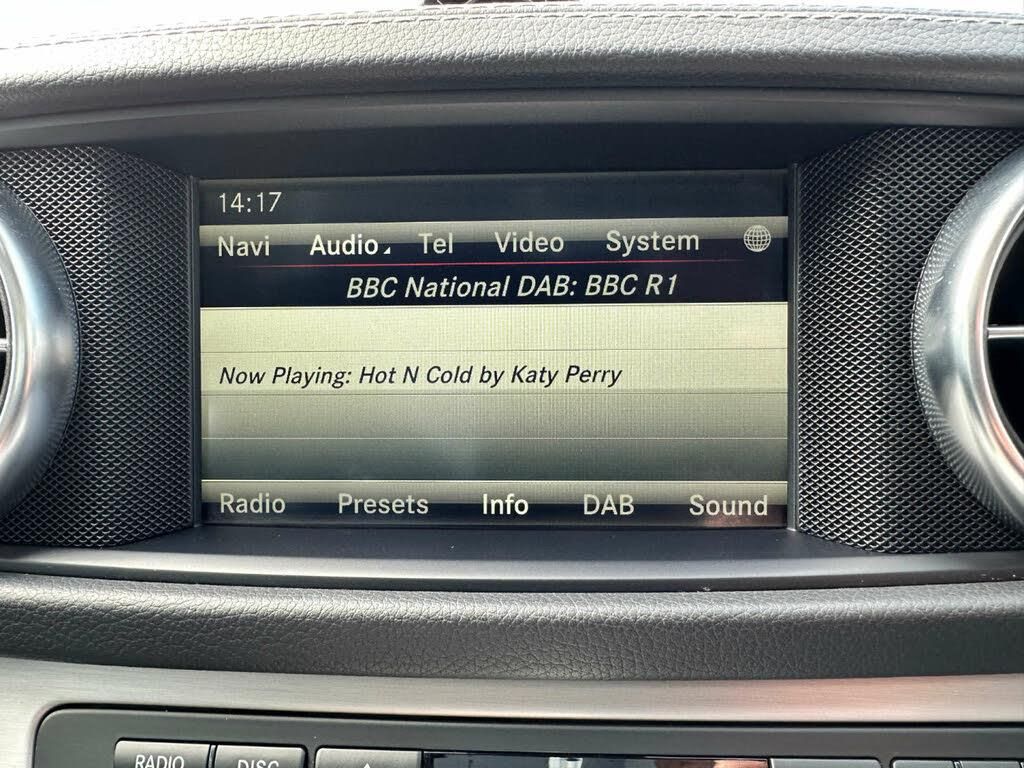 14:17
Navi Audio Tel Video System
BBC National DAB: BBC R1
Now Playing: Hot N Cold by Katy Perry
Radio Presets Info DAB Sound
RADIO DISC